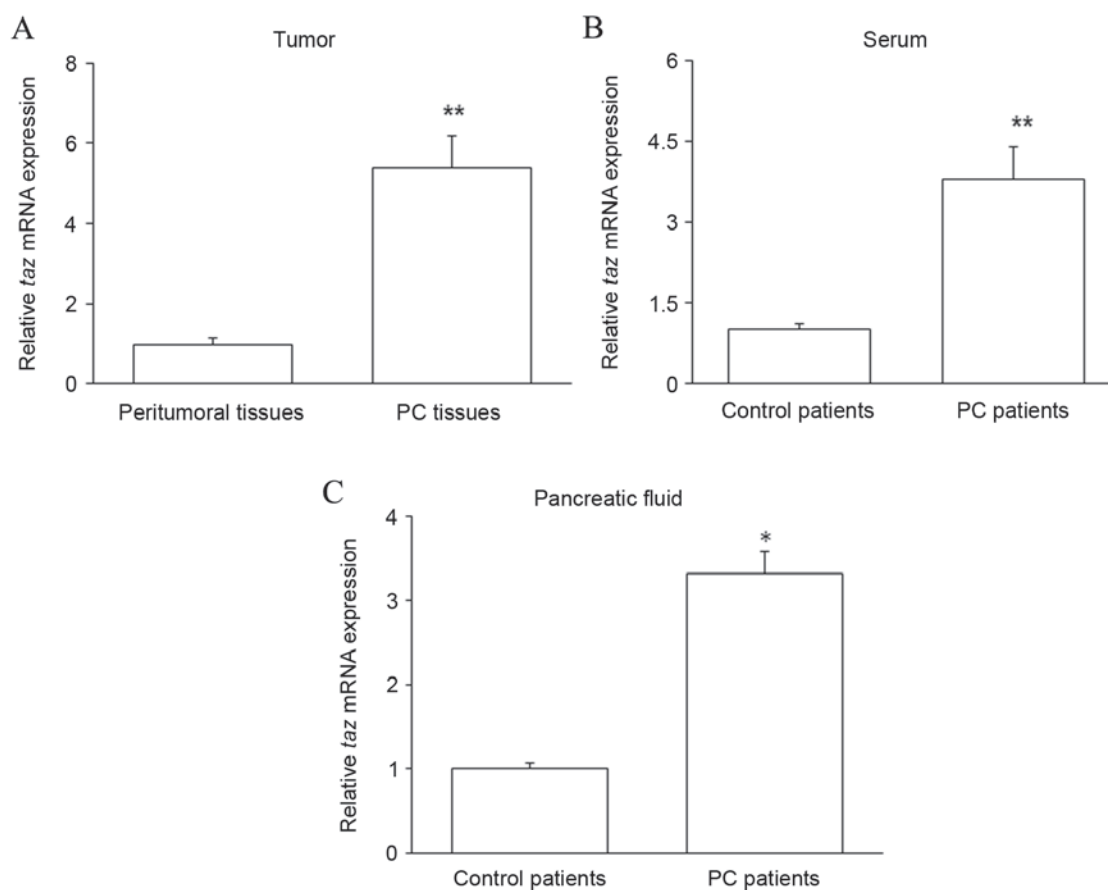 A
Tumor
Relative taz mRNA expression
8
6
4
2
0
**
Peritumoral tissues
PC tissues
B
Serum
Relative taz mRNA expression
6
4.5
3
1.5
0
**
Control patients
PC patients
C
Pancreatic fluid
Relative taz mRNA expression
4
3
2
1
0
*
Control patients
PC patients